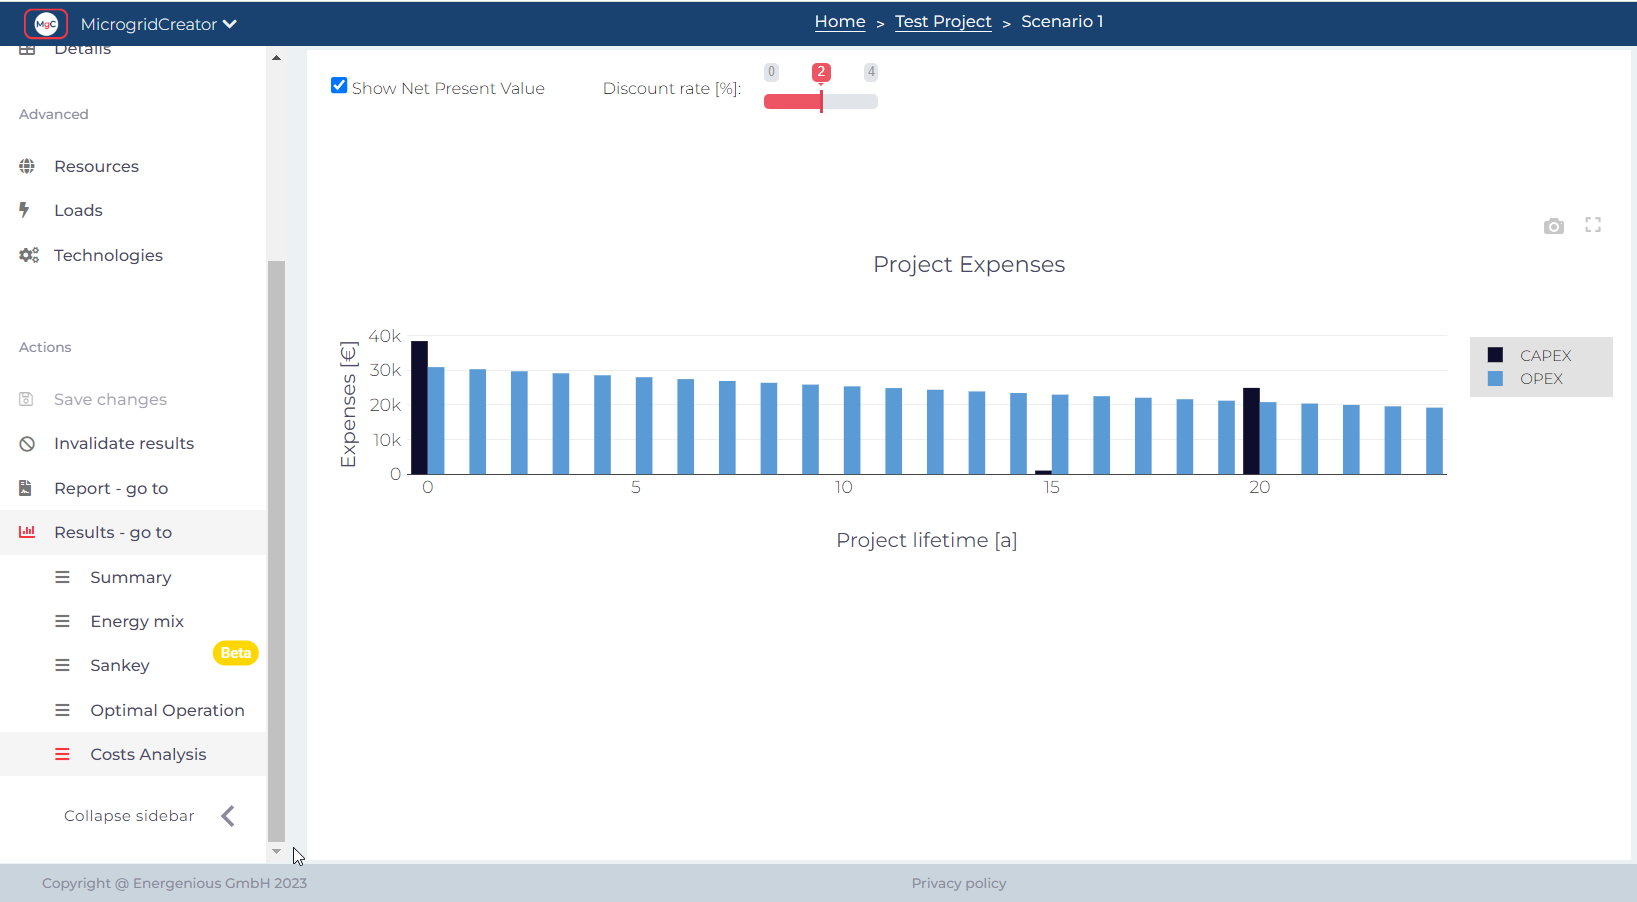 MgC
MicrogridCreator
Home > Test Project > Scenario 1
Details
Advanced
Resources
Loads
Technologies
Actions
Save changes
Invalidate results
Report - go to
Results - go to
Summary
Energy mix
Beta
Sankey
Optimal Operation
Costs Analysis
Collapse sidebar
Show Net Present Value
Discount rate [%]:
0 2 4
Project Expenses
Expenses [€]
40k
30k
20k
10k
0
0 5 10 15 20
Project lifetime [a]
CAPEX
OPEX
Copyright @ Energenious GmbH 2023
Privacy policy